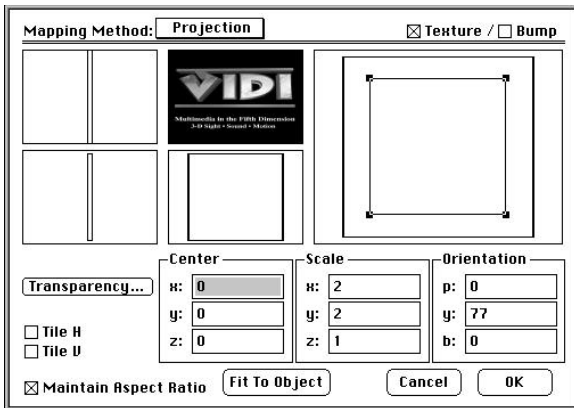 Mapping Method: Projection
Texture / Bump
VIDI
Multimedia in the Fifth Dimension
3-D Sight • Sound • Motion
Center
Scale
Orientation
Transparency...
x: 0
x: 2
p: 0
y: 0
y: 2
y: 77
z: 0
z: 1
b: 0
Tile H
Tile V
Maintain Aspect Ratio
Fit To Object
Cancel
OK